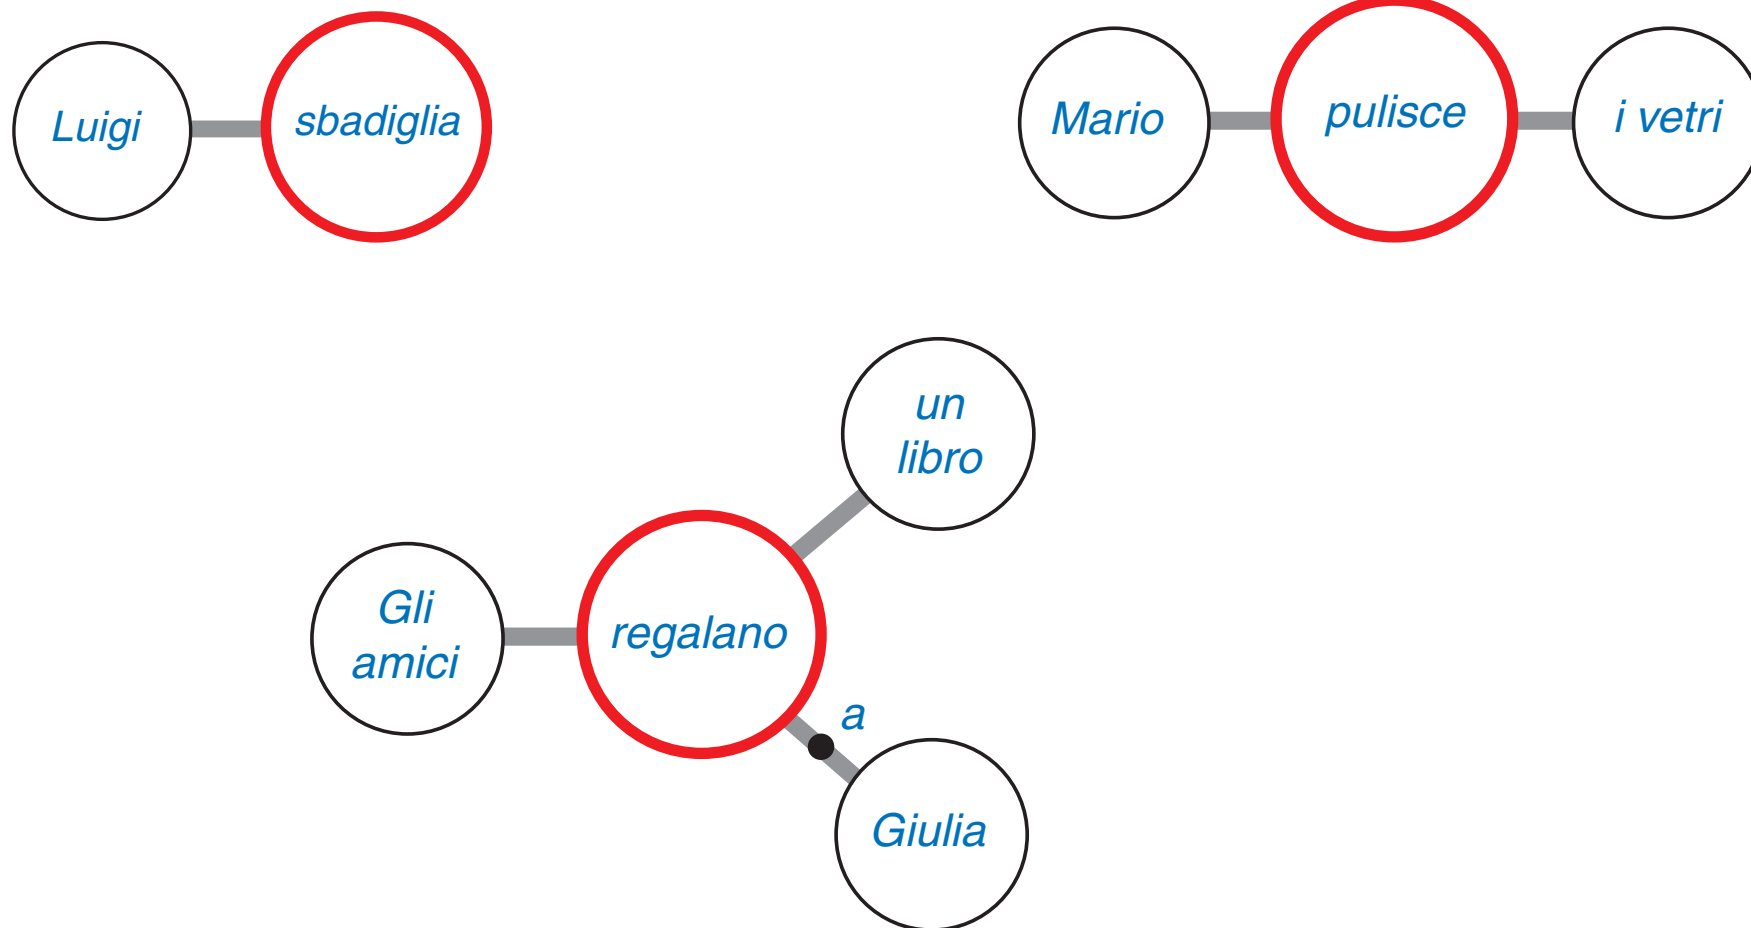 Luigi
sbadiglia
Mario
pulisce
i vetri
un
libro
Gli
amici
regalano
a
Giulia